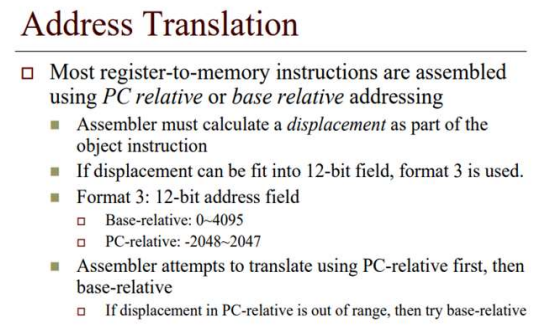 Address Translation
Most register-to-memory instructions are assembled
using PC relative or base relative addressing
Assembler must calculate a displacement as part of the
object instruction
If displacement can be fit into 12-bit field, format 3 is used.
Format 3: 12-bit address field
Base-relative: 0~4095
PC-relative: -2048~2047
Assembler attempts to translate using PC-relative first, then
base-relative
If displacement in PC-relative is out of range, then try base-relative